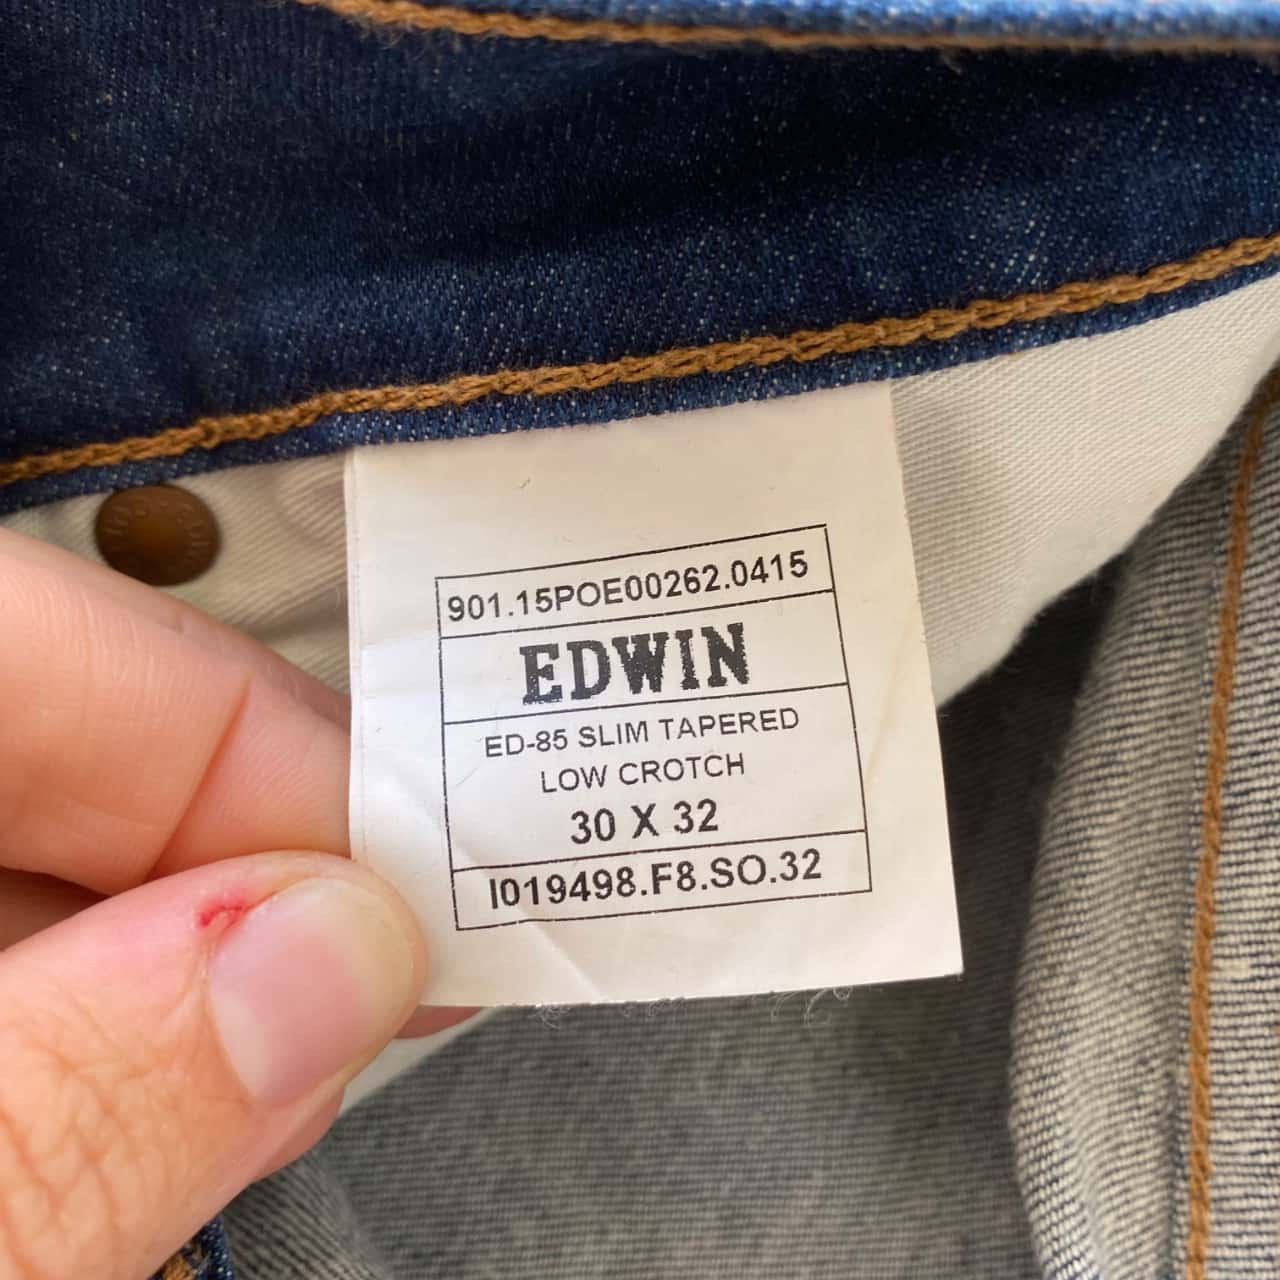 901.15POE00262.0415
EDWIN
ED-85 SLIM TAPERED
LOW CROTCH
30 X 32
I019498.F8.SO.32